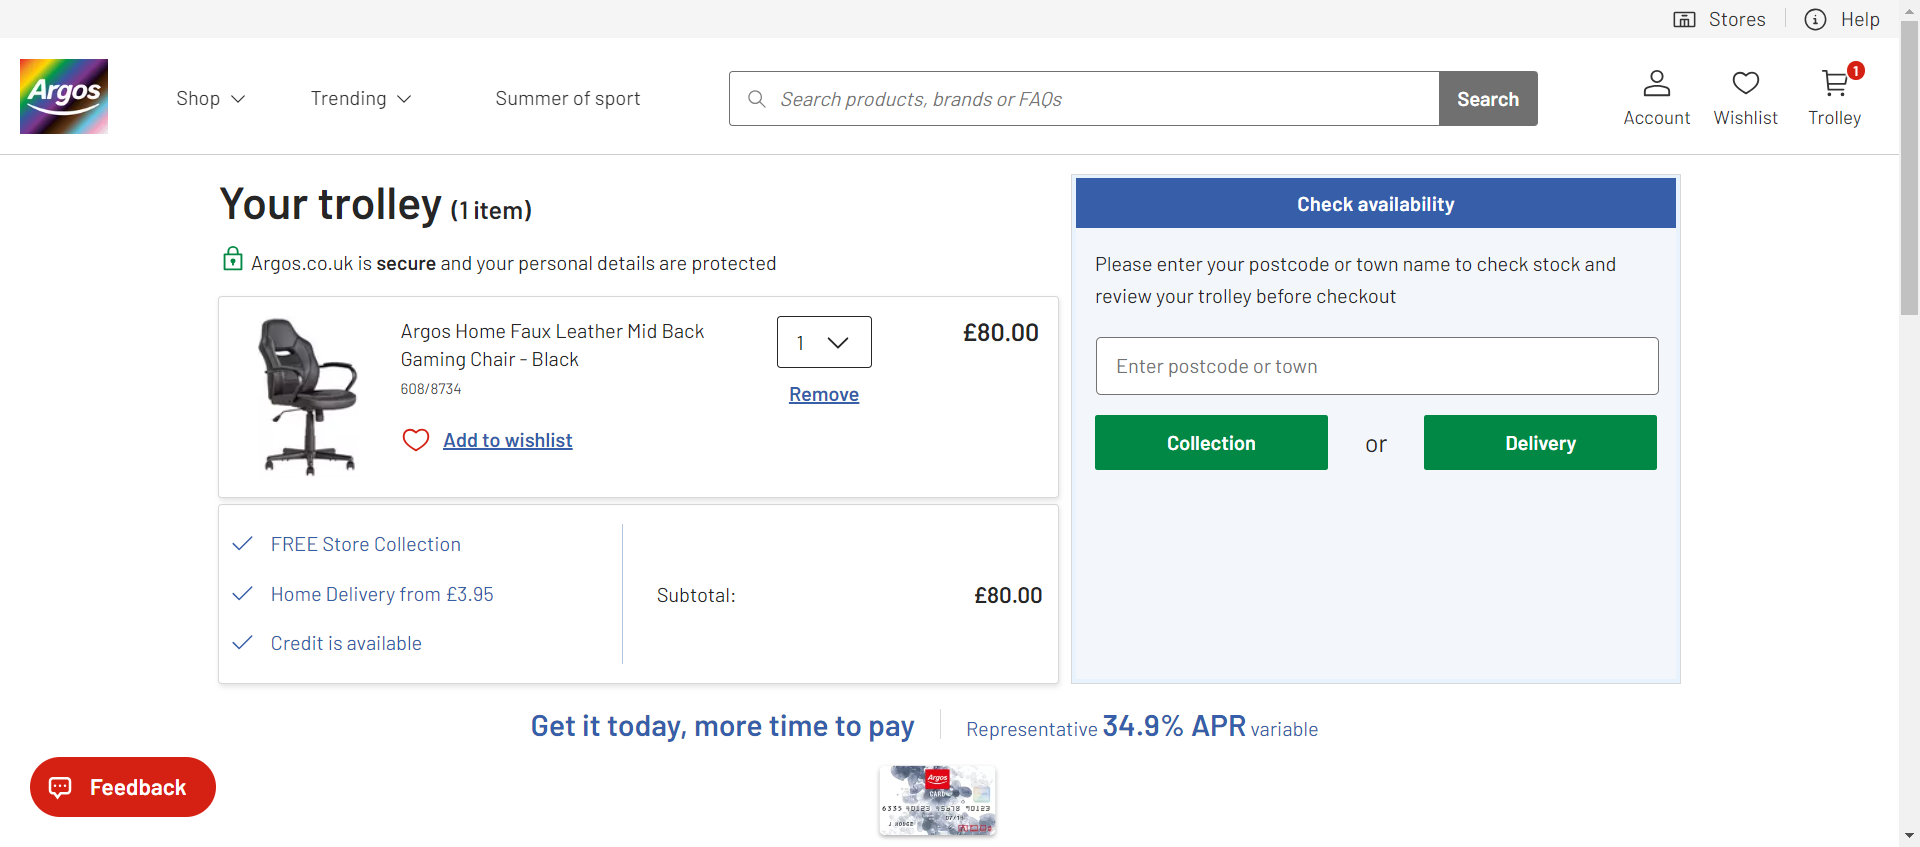 Stores
Help
Argos
Shop
Trending
Summer of sport
Search products, brands or FAQs
Search
Account
Wishlist
1
Trolley
Your trolley (1 item)
Argos.co.uk is secure and your personal details are protected
Argos Home Faux Leather Mid Back
Gaming Chair - Black
608/8734
Add to wishlist
1
Remove
£80.00
FREE Store Collection
Home Delivery from £3.95
Credit is available
Subtotal:
£80.00
Check availability
Please enter your postcode or town name to check stock and
review your trolley before checkout
Enter postcode or town
Collection
or
Delivery
Get it today, more time to pay
Representative 34.9% APR variable
Argos
CARD
6335 40123 45678 90123
Feedback